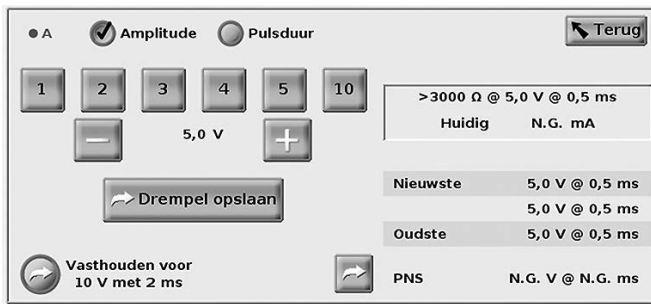 A Amplitude Pulsduur Terug
1 2 3 4 5 10
5,0 V
Drempel opslaan
Vasthouden voor
10 V met 2 ms
>3000 Ω @ 5,0 V @ 0,5 ms
Huidig N.G. mA
Nieuwste 5,0 V @ 0,5 ms
5,0 V @ 0,5 ms
Oudste 5,0 V @ 0,5 ms
PNS N.G. V @ N.G. ms